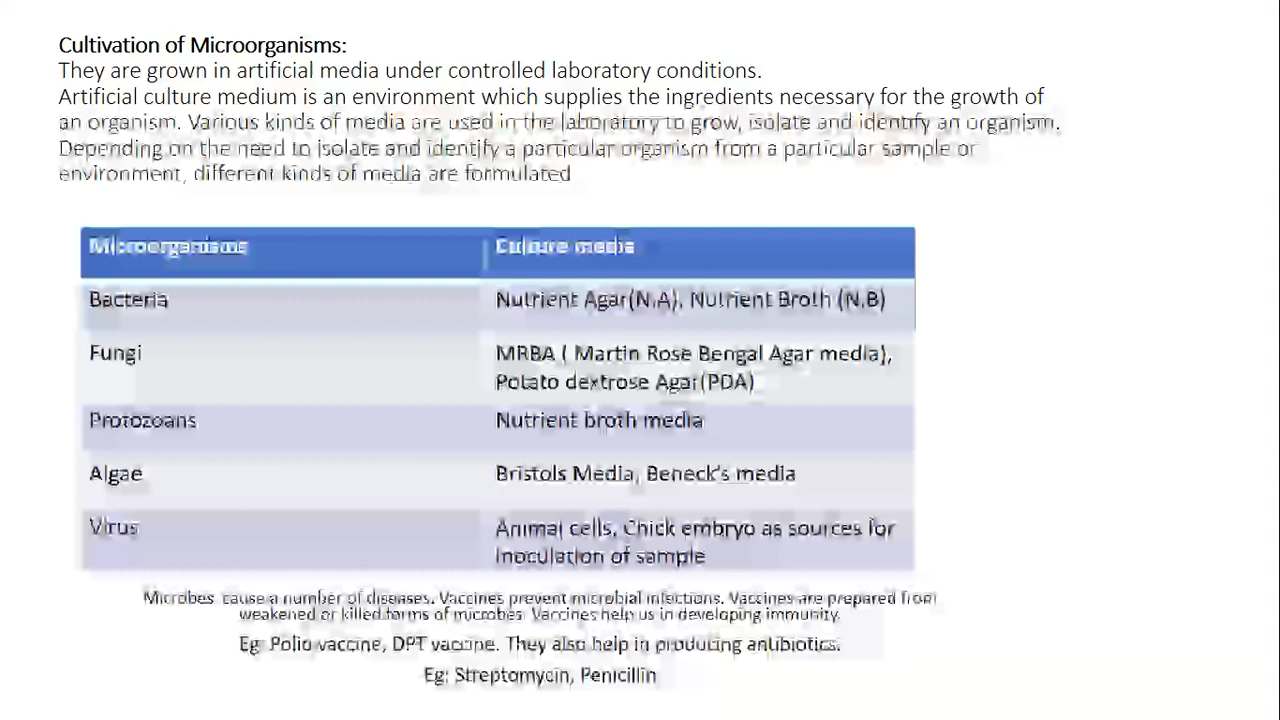 Cultivation of Microorganisms:
They are grown in artificial media under controlled laboratory conditions.
Artificial culture medium is an environment which supplies the ingredients necessary for the growth of
an organism. Various kinds of media are used in the laboratory to grow, isolate and identify an organism.
Depending on the need to isolate and identify a particular organism from a particular sample or
environment, different kinds of media are formulated
Microorganisms Culture media
Bacteria Nutrient Agar(N.A), Nutrient Broth (N.B)
Fungi MRBA ( Martin Rose Bengal Agar media),
Potato dextrose Agar(PDA)
Protozoans Nutrient broth media
Algae Bristols Media, Beneck's media
Virus Animal cells, Chick embryo as sources for
inoculation of sample
Microbes cause a number of diseases. Vaccines prevent microbial infections. Vaccines are prepared from
weakened or killed forms of microbes. Vaccines help us in developing immunity.
Eg: Polio vaccine, DPT vaccine. They also help in producing antibiotics.
Eg: Streptomycin, Penicillin